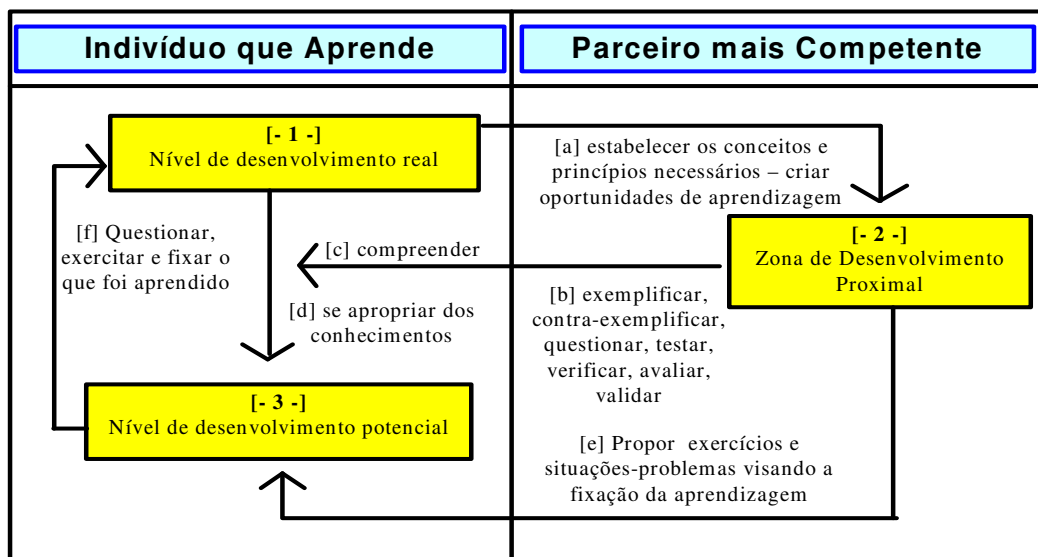 Indivíduo que Aprende
Parceiro mais Competente
[- 1 -]
Nível de desenvolvimento real
[a] estabelecer os conceitos e
princípios necessários – criar
oportunidades de aprendizagem
[f] Questionar,
exercitar e fixar o
que foi aprendido
[c] compreender
[- 2 -]
Zona de Desenvolvimento
Proximal
[d] se apropriar dos
conhecimentos
[b] exemplificar,
contra-exemplificar,
questionar, testar,
verificar, avaliar,
validar
[- 3 -]
Nível de desenvolvimento potencial
[e] Propor exercícios e
situações-problemas visando a
fixação da aprendizagem